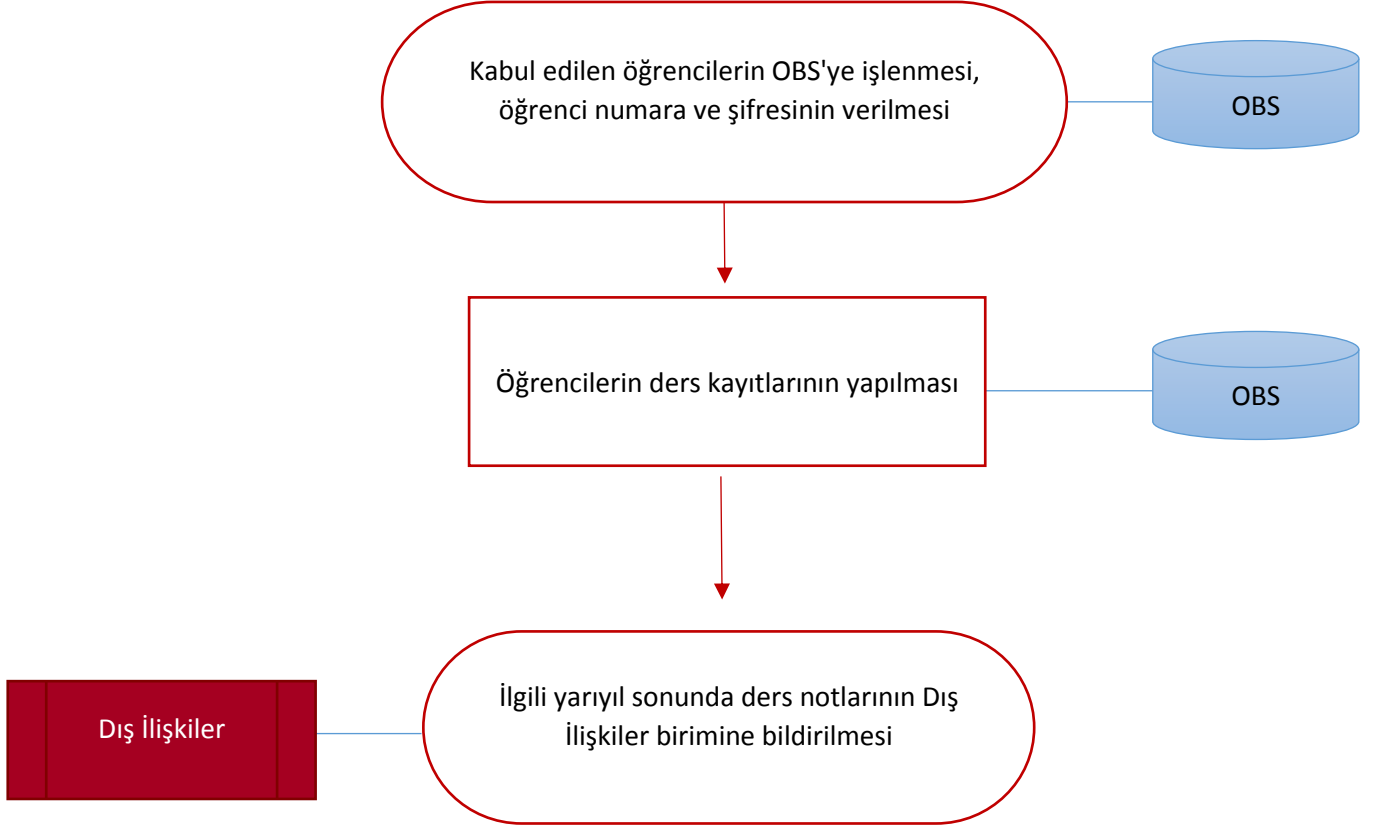 Kabul edilen öğrencilerin OBS'ye işlenmesi,
öğrenci numara ve şifresinin verilmesi
OBS
Öğrencilerin ders kayıtlarının yapılması
OBS
İlgili yarıyıl sonunda ders notlarının Dış
İlişkiler birimine bildirilmesi
Dış İlişkiler